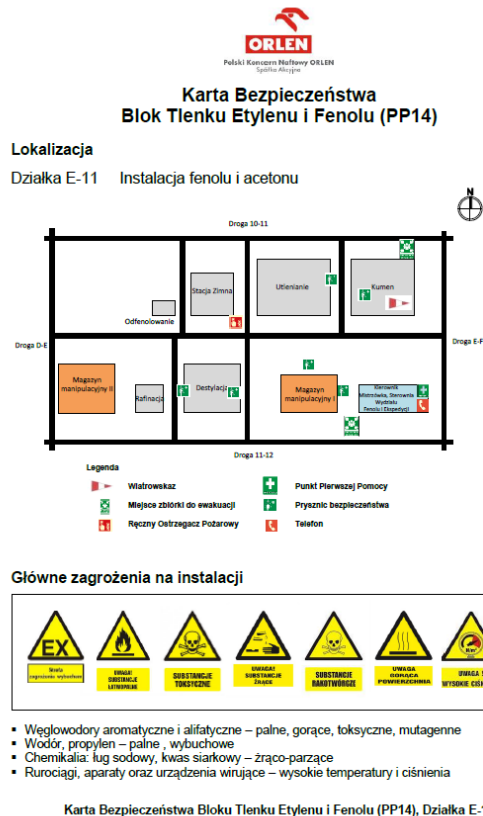 ORLEN
Polski Koncern Naftowy ORLEN
Spółka Akcyjna
Karta Bezpieczeństwa
Blok Tlenku Etylenu i Fenolu (PP14)
Lokalizacja
Działka E-11 Instalacja fenolu i acetonu
N
Droga 10-11
Stacja Zimna
Utlenianie
Kumen
Odfenolowanie
Droga D-E
Droga E-F
Magazyn
manipulacyjny II
Rafinacja
Destylacja
Magazyn
manipulacyjny I
Kierownik
Mistrzówka, Sterownia
Wydziału
Fenolu i Ekspedycji
Droga 11-12
Legenda
Wiatrowskaz
Punkt Pierwszej Pomocy
Miejsce zbiórki do ewakuacji
Prysznic bezpieczeństwa
Ręczny Ostrzegacz Pożarowy
Telefon
Główne zagrożenia na instalacji
EX
Strefa
zagrożenia wybuchem
UWAGA!
SUBSTANCJE
ŁATWOPALNE
SUBSTANCJE
TOKSYCZNE
UWAGA!
SUBSTANCJE
ŻRĄCE
SUBSTANCJE
RAKOTWÓRCZE
UWAGA
GORĄCA
POWIERZCHNIA
UWAGA
WYSOKIE
▪ Węglowodory aromatyczne i alifatyczne – palne, gorące, toksyczne, mutagenne
▪ Wodór, propylen – palne , wybuchowe
▪ Chemikalia: ług sodowy, kwas siarkowy – żrąco-parzące
▪ Rurociągi, aparaty oraz urządzenia wirujące – wysokie temperatury i ciśnienia
Karta Bezpieczeństwa Bloku Tlenku Etylenu i Fenolu (PP14), Działka